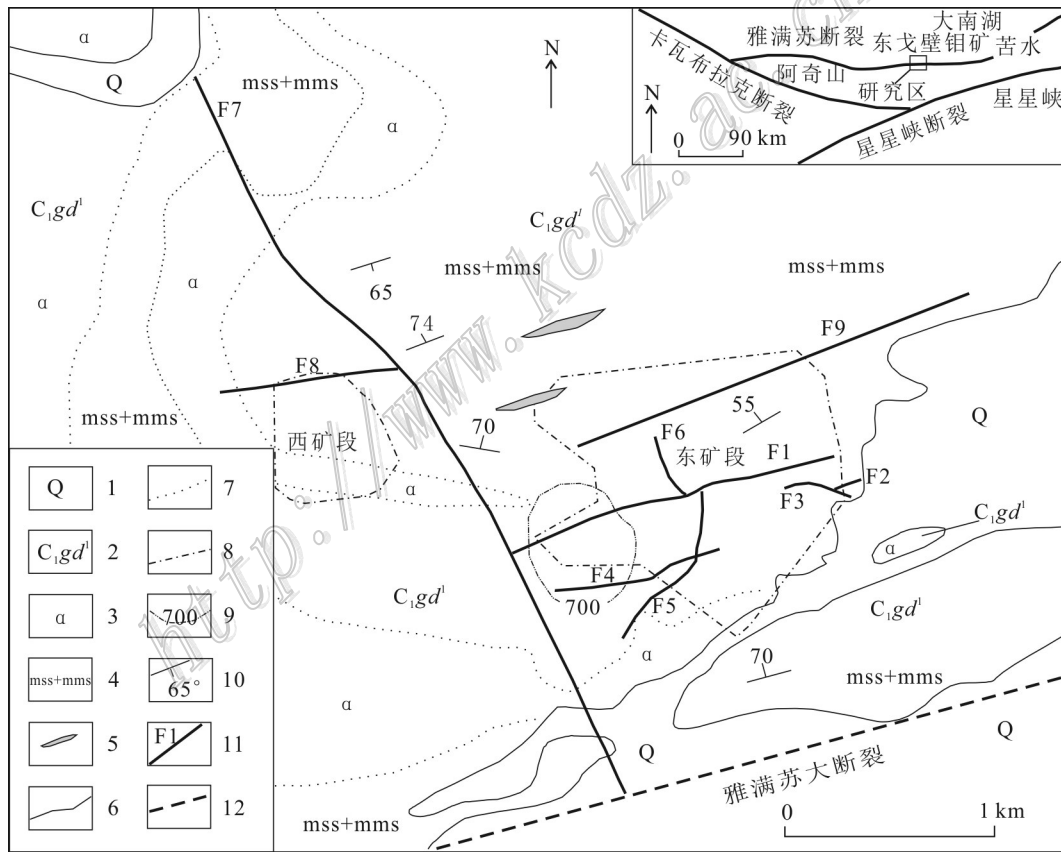 α
Q
mss+mms
F7
α
N
C₁gd¹
C₁gd¹
mss+mms
mss+mms
α
α
65
74
F8
F9
mss+mms
西矿段
70
55
F6
东矿段
F1
F2
F3
Q
α
C₁gd¹
α
C₁gd¹
C₁gd¹
F4
700
F5
α
70
mss+mms
α
Q
Q
雅满苏大断裂
mss+mms
0 1 km
大南湖
雅满苏断裂
东戈壁钼矿
苦水
卡瓦布拉克断裂
阿奇山
研究区
星星峡
星星峡断裂
N
0 90 km
Q 1
C₁gd¹ 2
α 3
mss+mms 4
5
6
7
8
700 9
65° 10
F1 11
12
http://www.kcdz.ac.cn